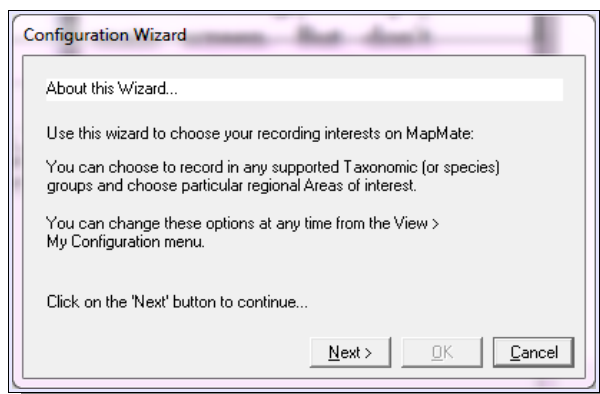 Configuration Wizard
About this Wizard...
Use this wizard to choose your recording interests on MapMate:
You can choose to record in any supported Taxonomic (or species)
groups and choose particular regional Areas of interest.
You can change these options at any time from the View >
My Configuration menu.
Click on the 'Next' button to continue...
Next > OK Cancel